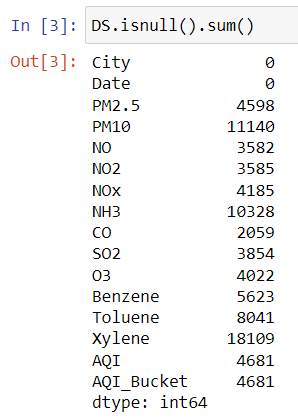 In [3]: DS.isnull().sum()
Out[3]: City 0
Date 0
PM2.5 4598
PM10 11140
NO 3582
NO2 3585
NOx 4185
NH3 10328
CO 2059
SO2 3854
O3 4022
Benzene 5623
Toluene 8041
Xylene 18109
AQI 4681
AQI_Bucket 4681
dtype: int64